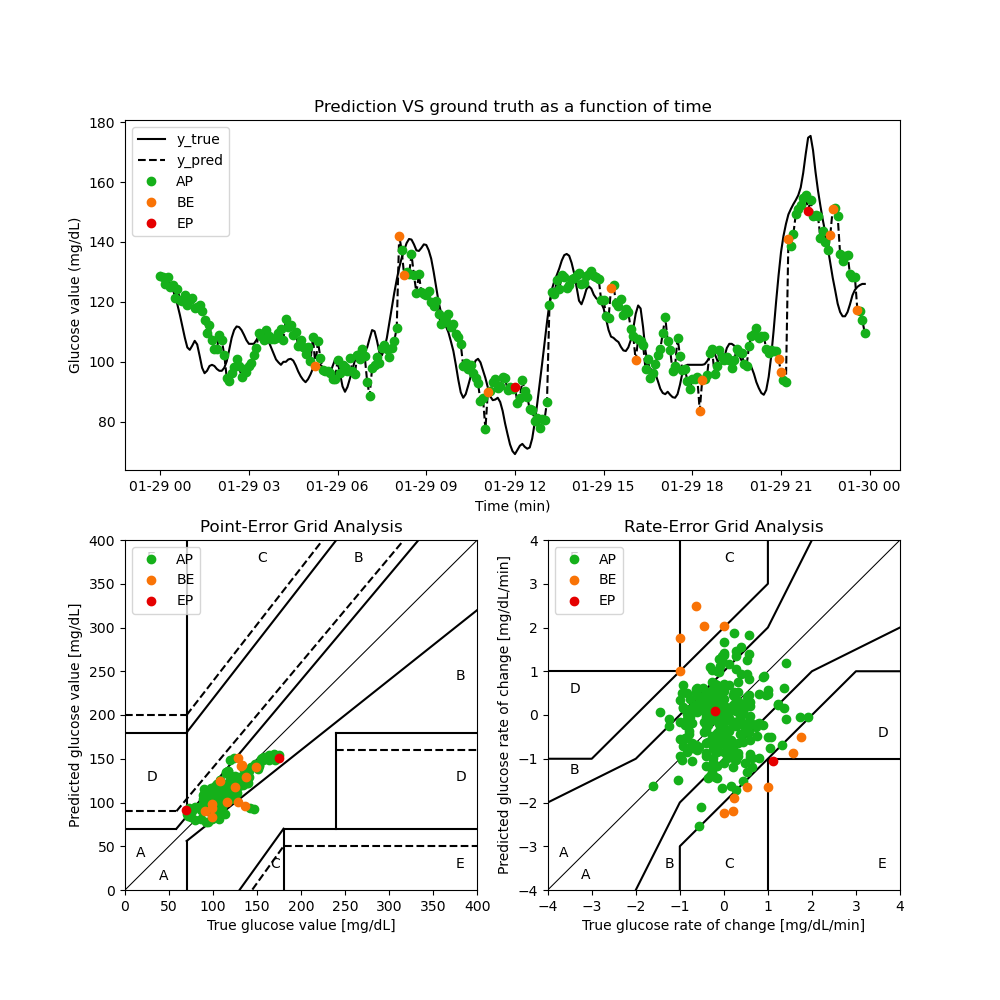 Prediction VS ground truth as a function of time
Glucose value (mg/dL)
180
160
140
120
100
80
y_true
y_pred
AP
BE
EP
01-29 00 01-29 03 01-29 06 01-29 09 01-29 12 01-29 15 01-29 18 01-29 21 01-30 00
Time (min)
Point-Error Grid Analysis
Predicted glucose value [mg/dL]
400
350
300
250
200
150
100
50
0
AP
BE
EP
C
B
B
D
D
A
A
C
E
0 50 100 150 200 250 300 350 400
True glucose value [mg/dL]
Rate-Error Grid Analysis
Predicted glucose rate of change [mg/dL/min]
4
3
2
1
0
−1
−2
−3
−4
AP
BE
EP
C
D
D
B
A
A
B
C
E
−4 −3 −2 −1 0 1 2 3 4
True glucose rate of change [mg/dL/min]